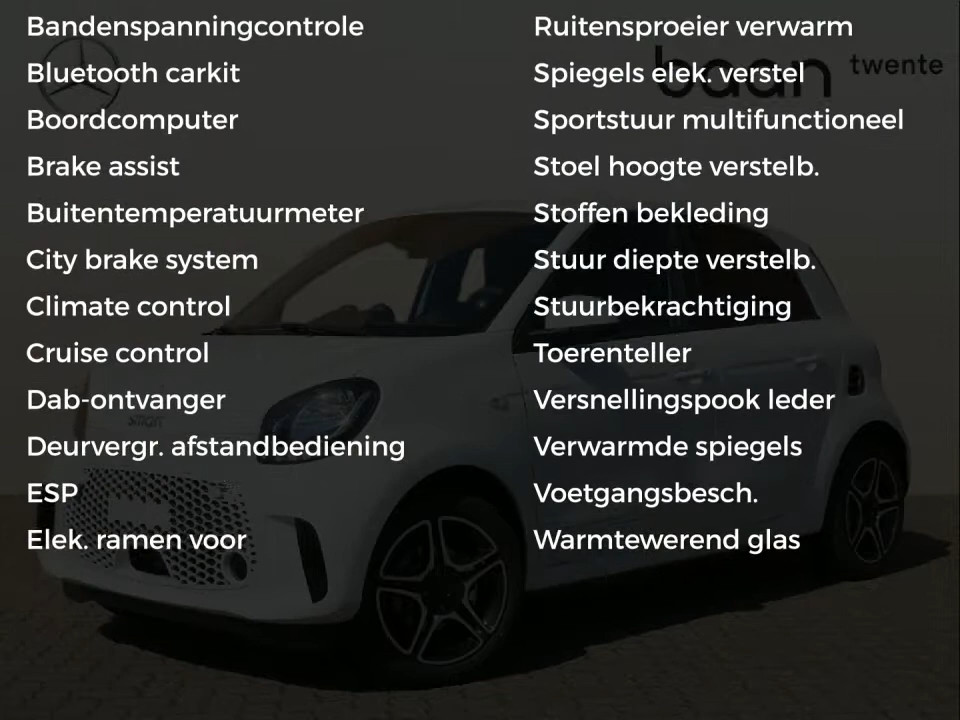 Bandenspanningcontrole
Bluetooth carkit
Boordcomputer
Brake assist
Buitentemperatuurmeter
City brake system
Climate control
Cruise control
Dab-ontvanger
Deurvergr. afstandbediening
ESP
Elek. ramen voor
Ruitensproeier verwarm
Spiegels elek. verstel
Sportstuur multifunctioneel
Stoel hoogte verstelb.
Stoffen bekleding
Stuur diepte verstelb.
Stuurbekrachtiging
Toerenteller
Versnellingspook leder
Verwarmde spiegels
Voetgangsbesch.
Warmtewerend glas
baan twente
smart